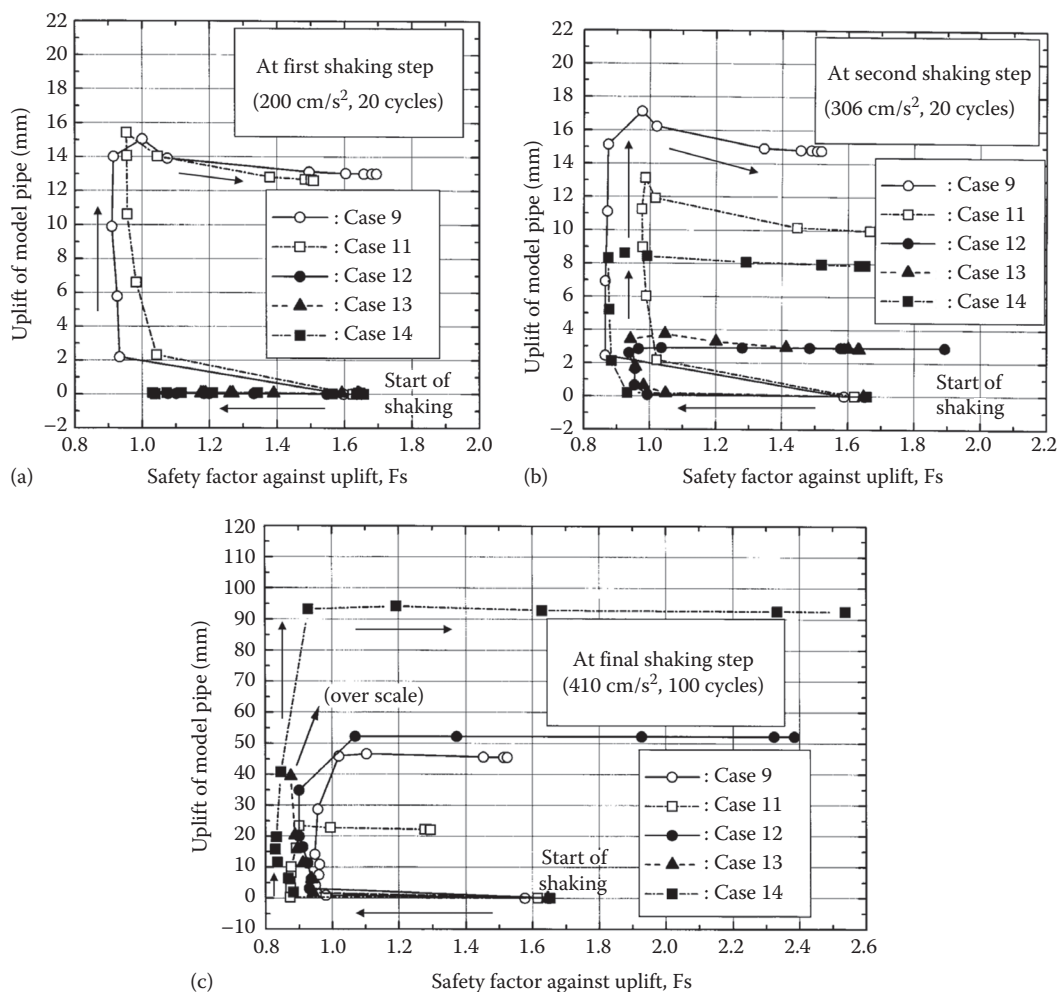 22
20
18
16
14
12
10
8
6
4
2
0
−2
Uplift of model pipe (mm)
At first shaking step
(200 cm/s², 20 cycles)
: Case 9
: Case 11
: Case 12
: Case 13
: Case 14
Start of
shaking
0.8 1.0 1.2 1.4 1.6 1.8 2.0
(a) Safety factor against uplift, Fs
22
20
18
16
14
12
10
8
6
4
2
0
−2
Uplift of model pipe (mm)
At second shaking step
(306 cm/s², 20 cycles)
: Case 9
: Case 11
: Case 12
: Case 13
: Case 14
Start of
shaking
0.8 1.0 1.2 1.4 1.6 1.8 2.0 2.2
(b) Safety factor against uplift, Fs
120
110
100
90
80
70
60
50
40
30
20
10
0
−10
Uplift of model pipe (mm)
At final shaking step
(410 cm/s², 100 cycles)
(over scale)
: Case 9
: Case 11
: Case 12
: Case 13
: Case 14
Start of
shaking
0.8 1.0 1.2 1.4 1.6 1.8 2.0 2.2 2.4 2.6
(c) Safety factor against uplift, Fs